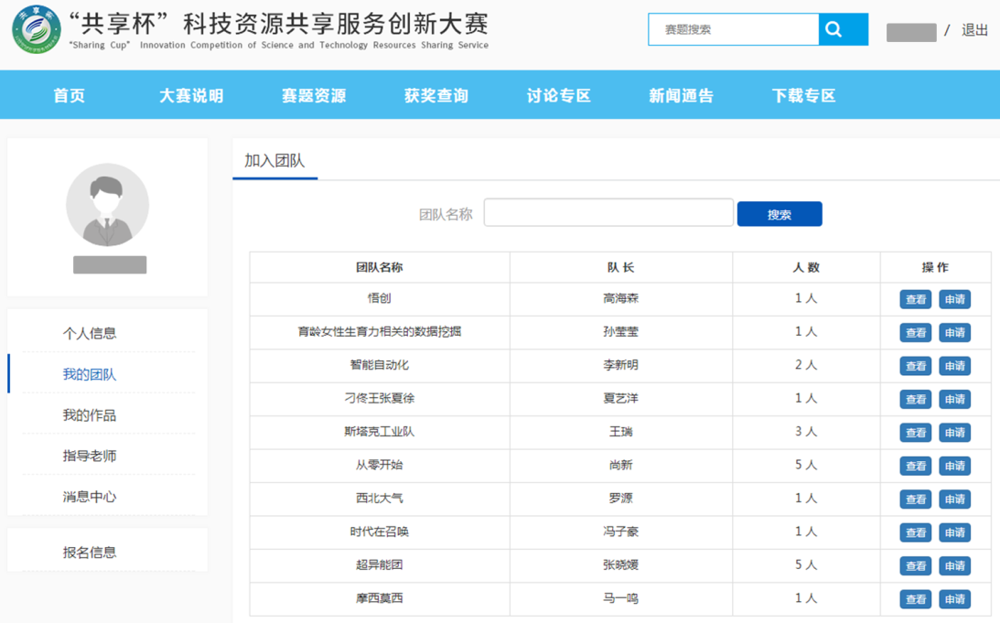 “共享杯”科技资源共享服务创新大赛
"Sharing Cup" Innovation Competition of Science and Technology Resources Sharing Service
赛题搜索
/ 退出
首页 大赛说明 赛题资源 获奖查询 讨论专区 新闻通告 下载专区
个人信息
我的团队
我的作品
指导老师
消息中心
报名信息
加入团队
团队名称 搜索
团队名称 队 长 人 数 操 作
悟创 高海森 1 人 查看 申请
育龄女性生育力相关的数据挖掘 孙莹莹 1 人 查看 申请
智能自动化 李新明 2 人 查看 申请
刁佟王张夏徐 夏艺洋 1 人 查看 申请
斯塔克工业队 王瑞 3 人 查看 申请
从零开始 尚新 5 人 查看 申请
西北大气 罗源 1 人 查看 申请
时代在召唤 冯子豪 1 人 查看 申请
超异能团 张晓媛 5 人 查看 申请
摩西莫西 马一鸣 1 人 查看 申请